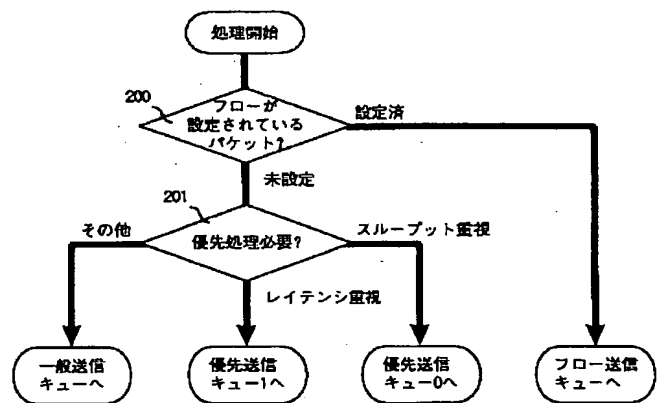 処理開始
200
フローが
設定されている
パケット?
設定済
未設定
201
その他
優先処理必要?
スループット重視
レイテンシ重視
一般送信
キューへ
優先送信
キュー1へ
優先送信
キュー0へ
フロー送信
キューへ